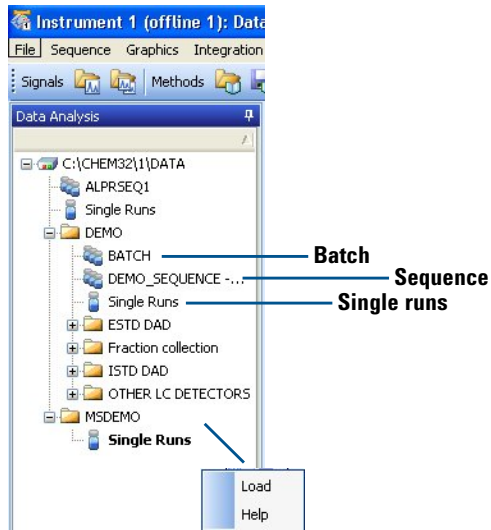 Instrument 1 (offline 1): Data
File Sequence Graphics Integration
Signals Methods
Data Analysis
C:\CHEM32\1\DATA
ALPRSEQ1
Single Runs
DEMO
BATCH
Batch
DEMO_SEQUENCE -...
Sequence
Single Runs
Single runs
ESTD DAD
Fraction collection
ISTD DAD
OTHER LC DETECTORS
MSDEMO
Single Runs
Load
Help